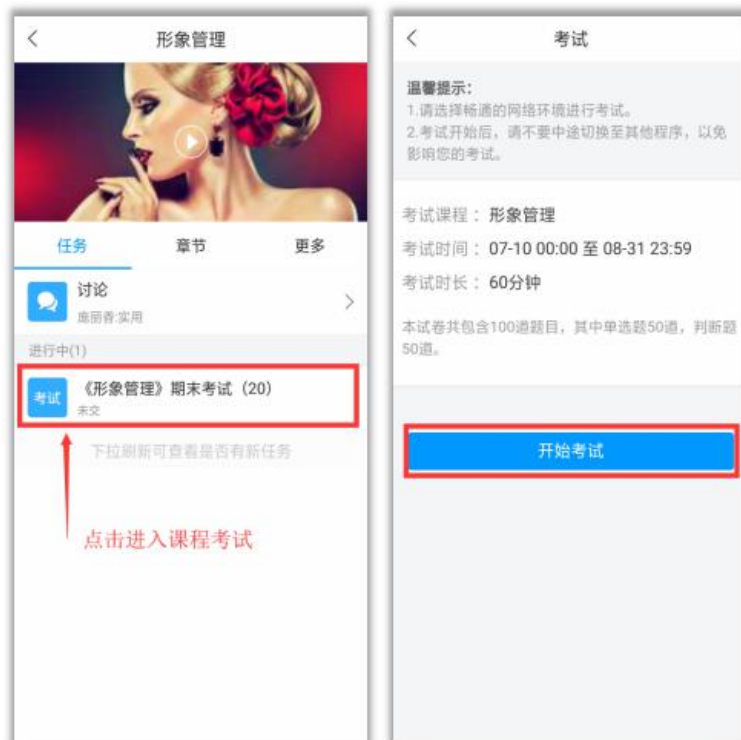 形象管理
任务
章节
更多
讨论
庞丽香:实用
进行中(1)
考试
《形象管理》期末考试（20）
未交
下拉刷新可查看是否有新任务
点击进入课程考试
考试
温馨提示：
1.请选择畅通的网络环境进行考试。
2.考试开始后，请不要中途切换至其他程序，以免
影响您的考试。
考试课程：形象管理
考试时间：07-10 00:00 至 08-31 23:59
考试时长：60分钟
本试卷共包含100道题目，其中单选题50道，判断题
50道。
开始考试